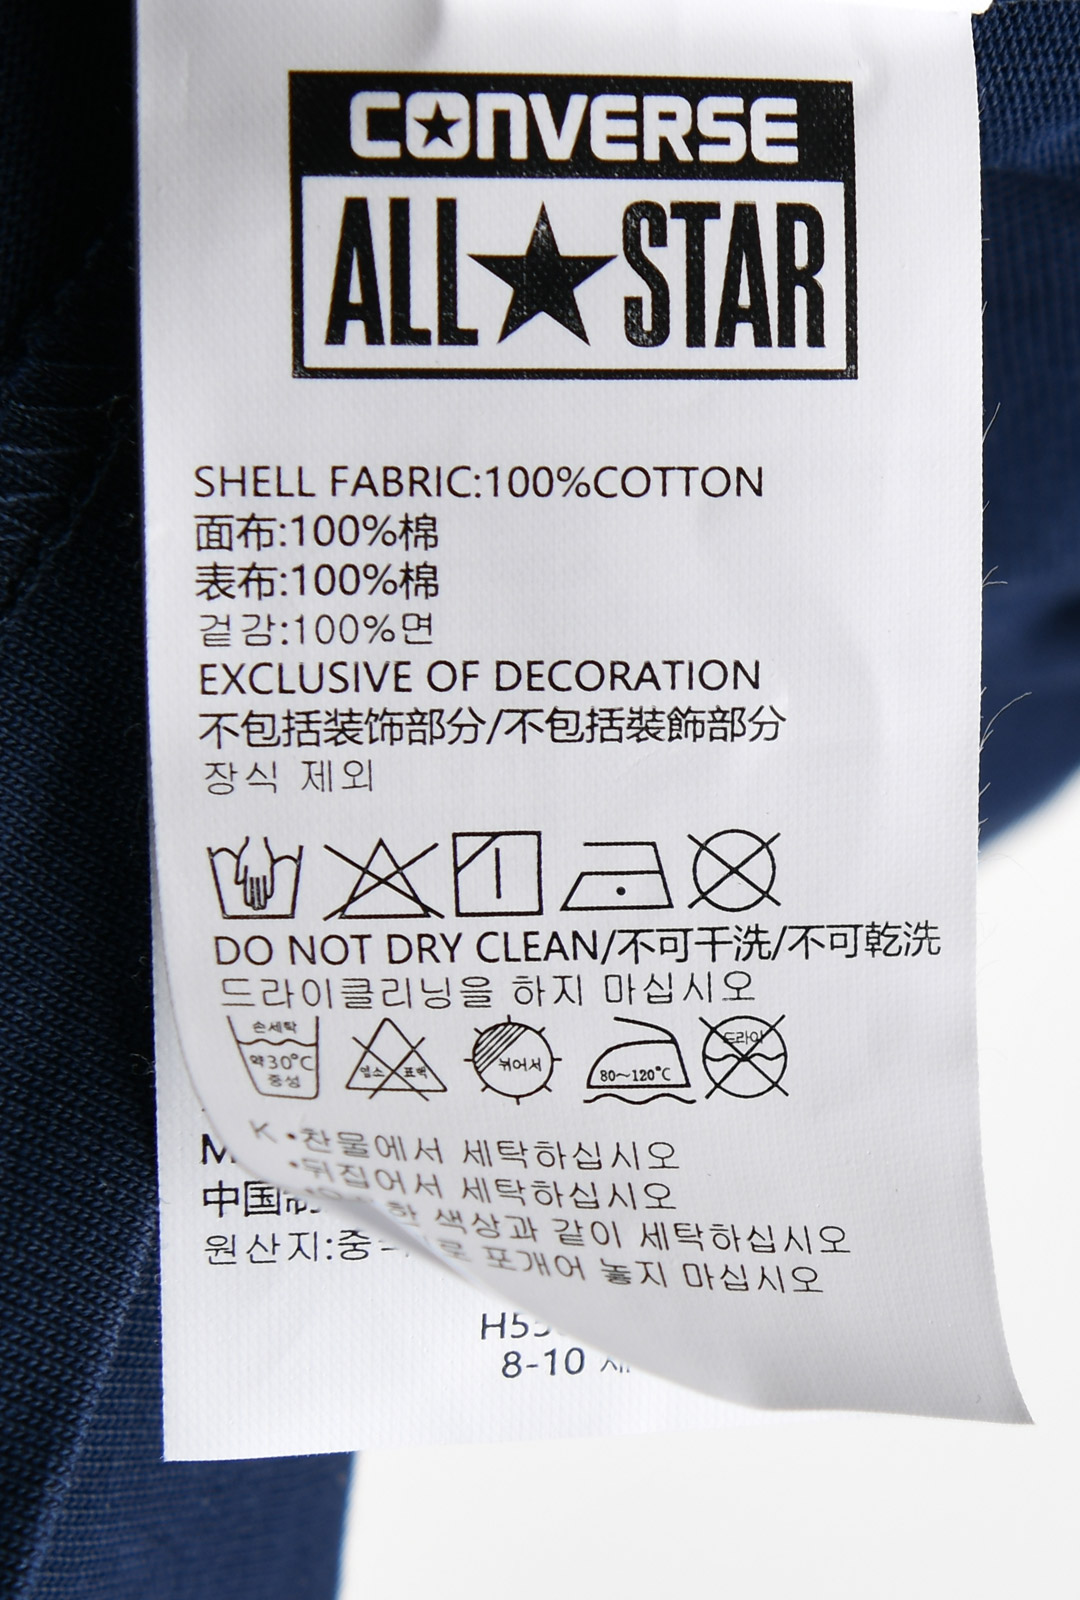 CONVERSE
ALL STAR
SHELL FABRIC:100%COTTON
面布:100%棉
表布:100%棉
겉감:100%면
EXCLUSIVE OF DECORATION
不包括装饰部分/不包括裝飾部分
장식 제외
DO NOT DRY CLEAN/不可干洗/不可乾洗
드라이클리닝을 하지 마십시오
손세탁
약30°C
중성
염소 표백
뉘어서
80~120°C
드라이
K •찬물에서 세탁하십시오
•뒤집어서 세탁하십시오
색상과 같이 세탁하십시오
포개어 놓지 마십시오
中国
원산지:
8-10